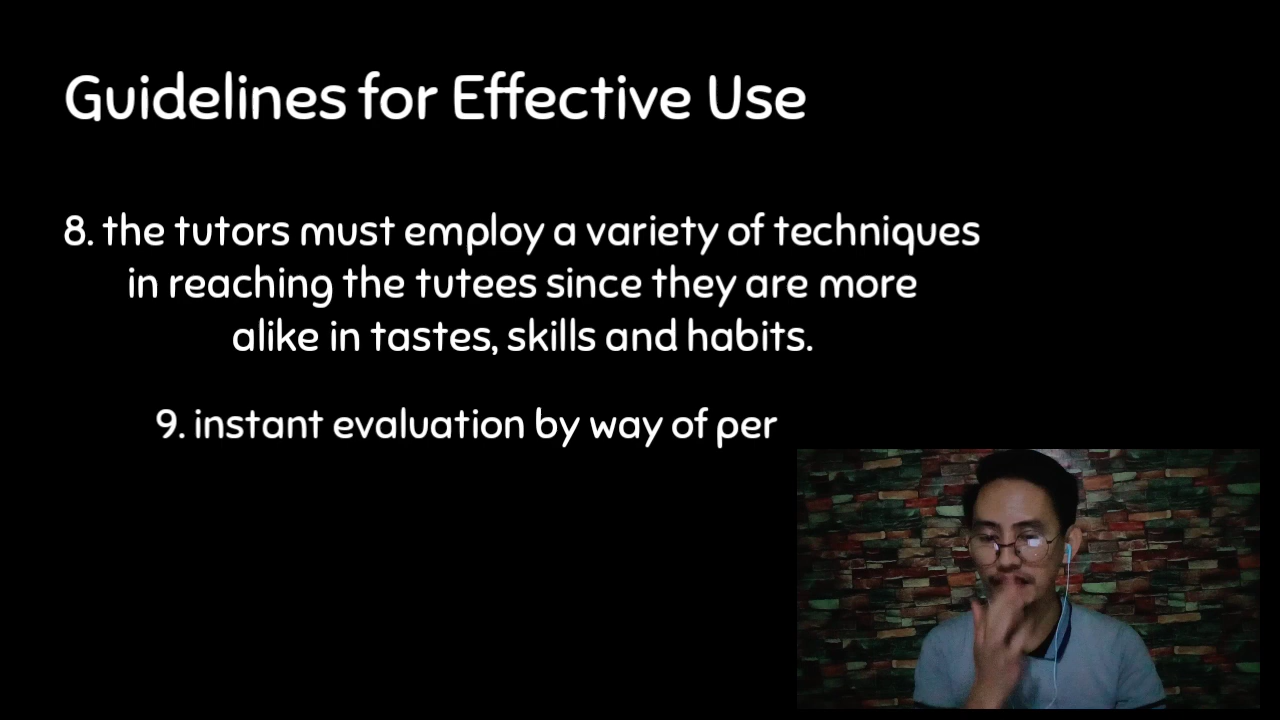 Guidelines for Effective Use
8. the tutors must employ a variety of techniques
in reaching the tutees since they are more
alike in tastes, skills and habits.
9. instant evaluation by way of per